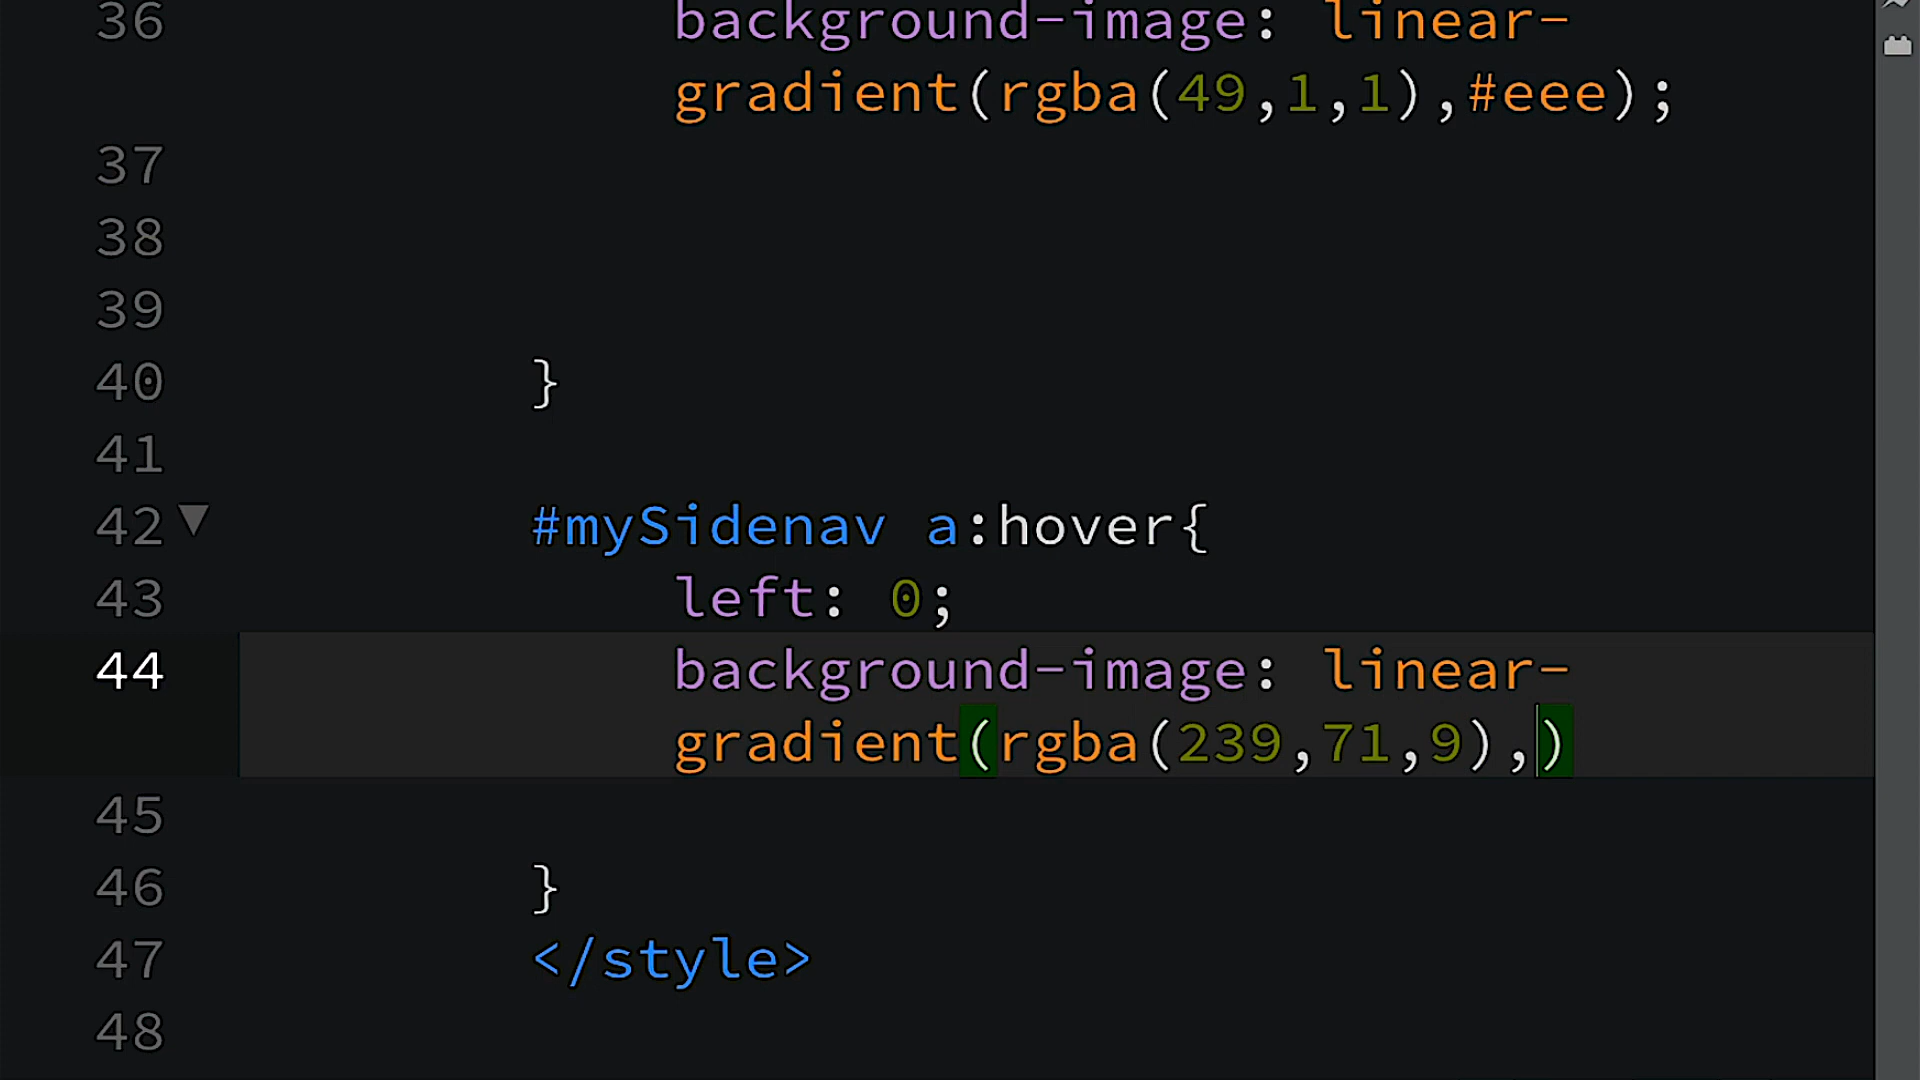 36 background-image: linear-
gradient(rgba(49,1,1),#eee);
37
38
39
40 }
41
42 #mySidenav a:hover{
43 left: 0;
44 background-image: linear-
gradient(rgba(239,71,9),)
45
46 }
47 </style>
48